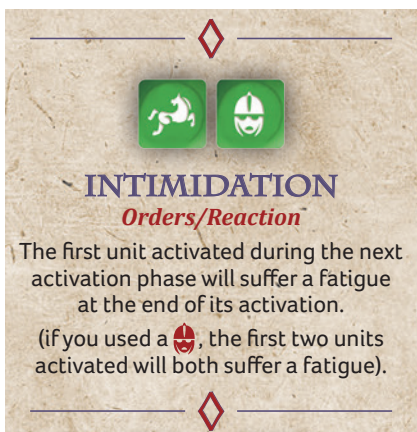 INTIMIDATION
Orders/Reaction
The first unit activated during the next
activation phase will suffer a fatigue
at the end of its activation.
(if you used a , the first two units
activated will both suffer a fatigue).